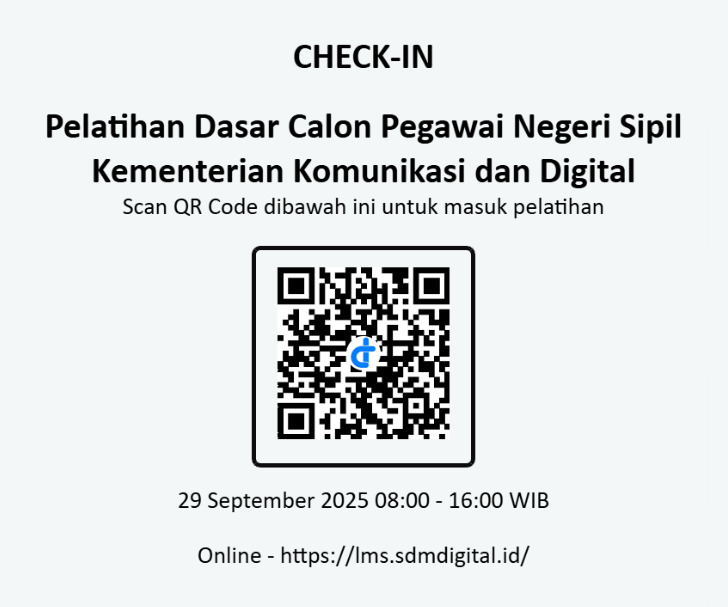 CHECK-IN
Pelatihan Dasar Calon Pegawai Negeri Sipil
Kementerian Komunikasi dan Digital
Scan QR Code dibawah ini untuk masuk pelatihan
29 September 2025 08:00 - 16:00 WIB
Online - https://lms.sdmdigital.id/